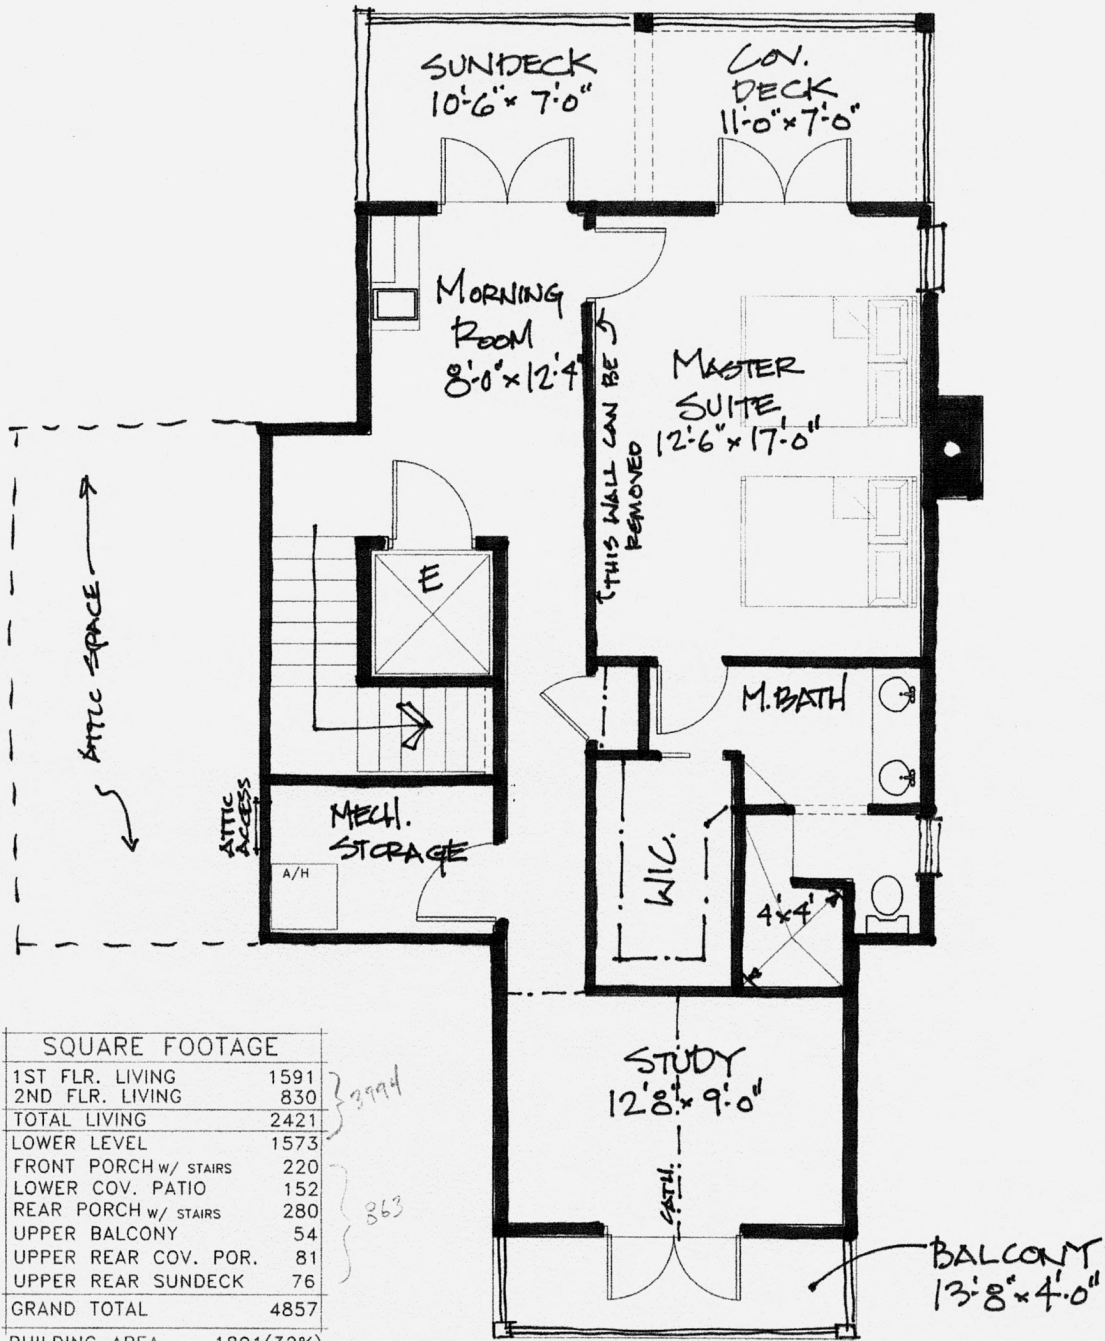 SUNDECK
10'-6" x 7'-0"
COV.
DECK
11'-0" x 7'-0"
MORNING
ROOM
8'-0" x 12'-4"
THIS WALL CAN BE
REMOVED
MASTER
SUITE
12'-6" x 17'-0"
E
ATTIC SPACE
M. BATH
ATTIC
ACCESS
MECH.
STORAGE
A/H
W.I.C.
4'x4'
STUDY
12'8" x 9'-0"
CATH.
BALCONY
13'-8" x 4'-0"
SQUARE FOOTAGE
1ST FLR. LIVING 1591
2ND FLR. LIVING 830
3994
TOTAL LIVING 2421
LOWER LEVEL 1573
FRONT PORCH w/ STAIRS 220
LOWER COV. PATIO 152
REAR PORCH w/ STAIRS 280
863
UPPER BALCONY 54
UPPER REAR COV. POR. 81
UPPER REAR SUNDECK 76
GRAND TOTAL 4857